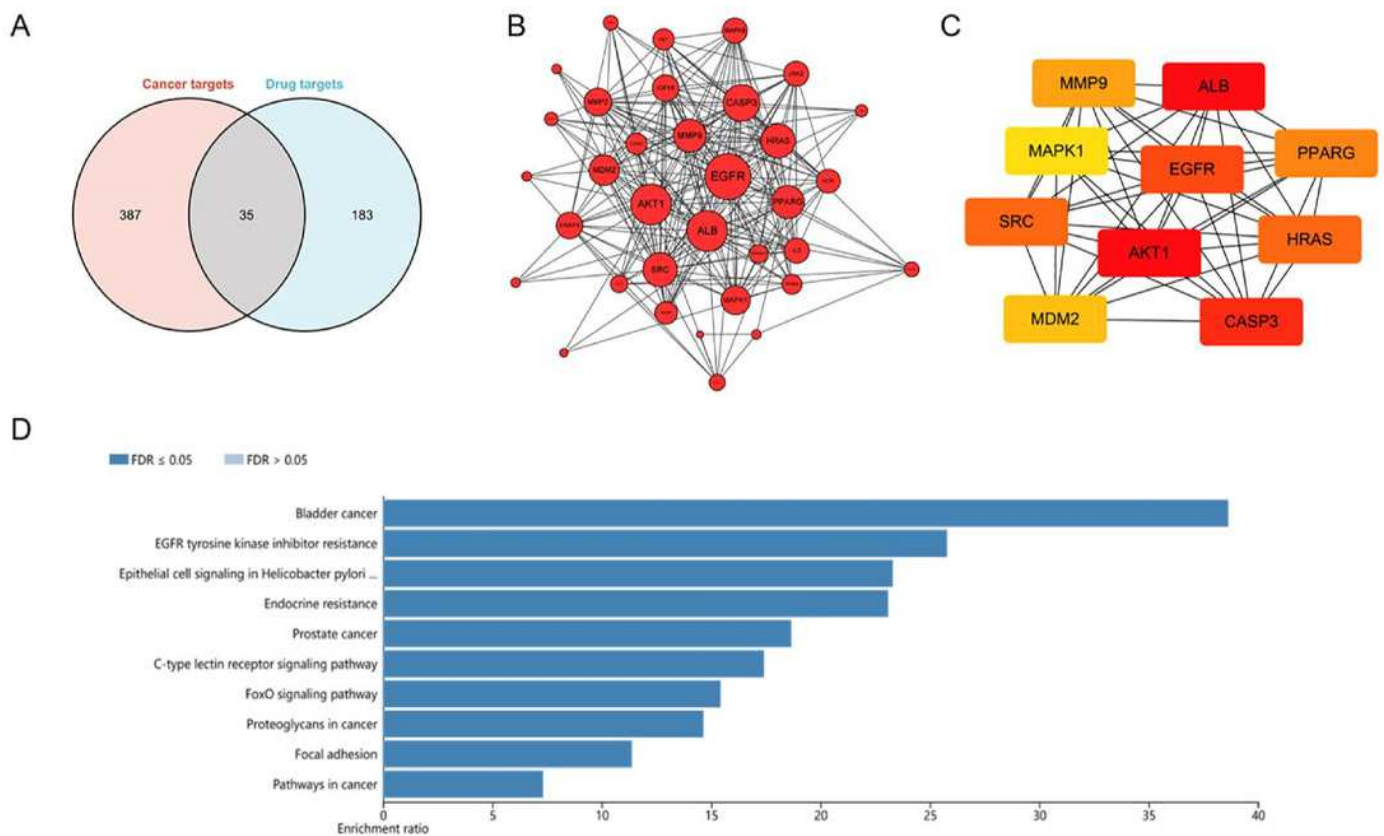 A
Cancer targets
Drug targets
387
35
183
B
CASP3
MMP2
MMP9
HRAS
MDM2
EGFR
AKT1
PPARG
ALB
SRC
MAPK1
C
MMP9
ALB
MAPK1
EGFR
PPARG
SRC
AKT1
HRAS
MDM2
CASP3
D
FDR ≤ 0.05
FDR > 0.05
Bladder cancer
EGFR tyrosine kinase inhibitor resistance
Epithelial cell signaling in Helicobacter pylori ...
Endocrine resistance
Prostate cancer
C-type lectin receptor signaling pathway
FoxO signaling pathway
Proteoglycans in cancer
Focal adhesion
Pathways in cancer
0 5 10 15 20 25 30 35 40
Enrichment ratio